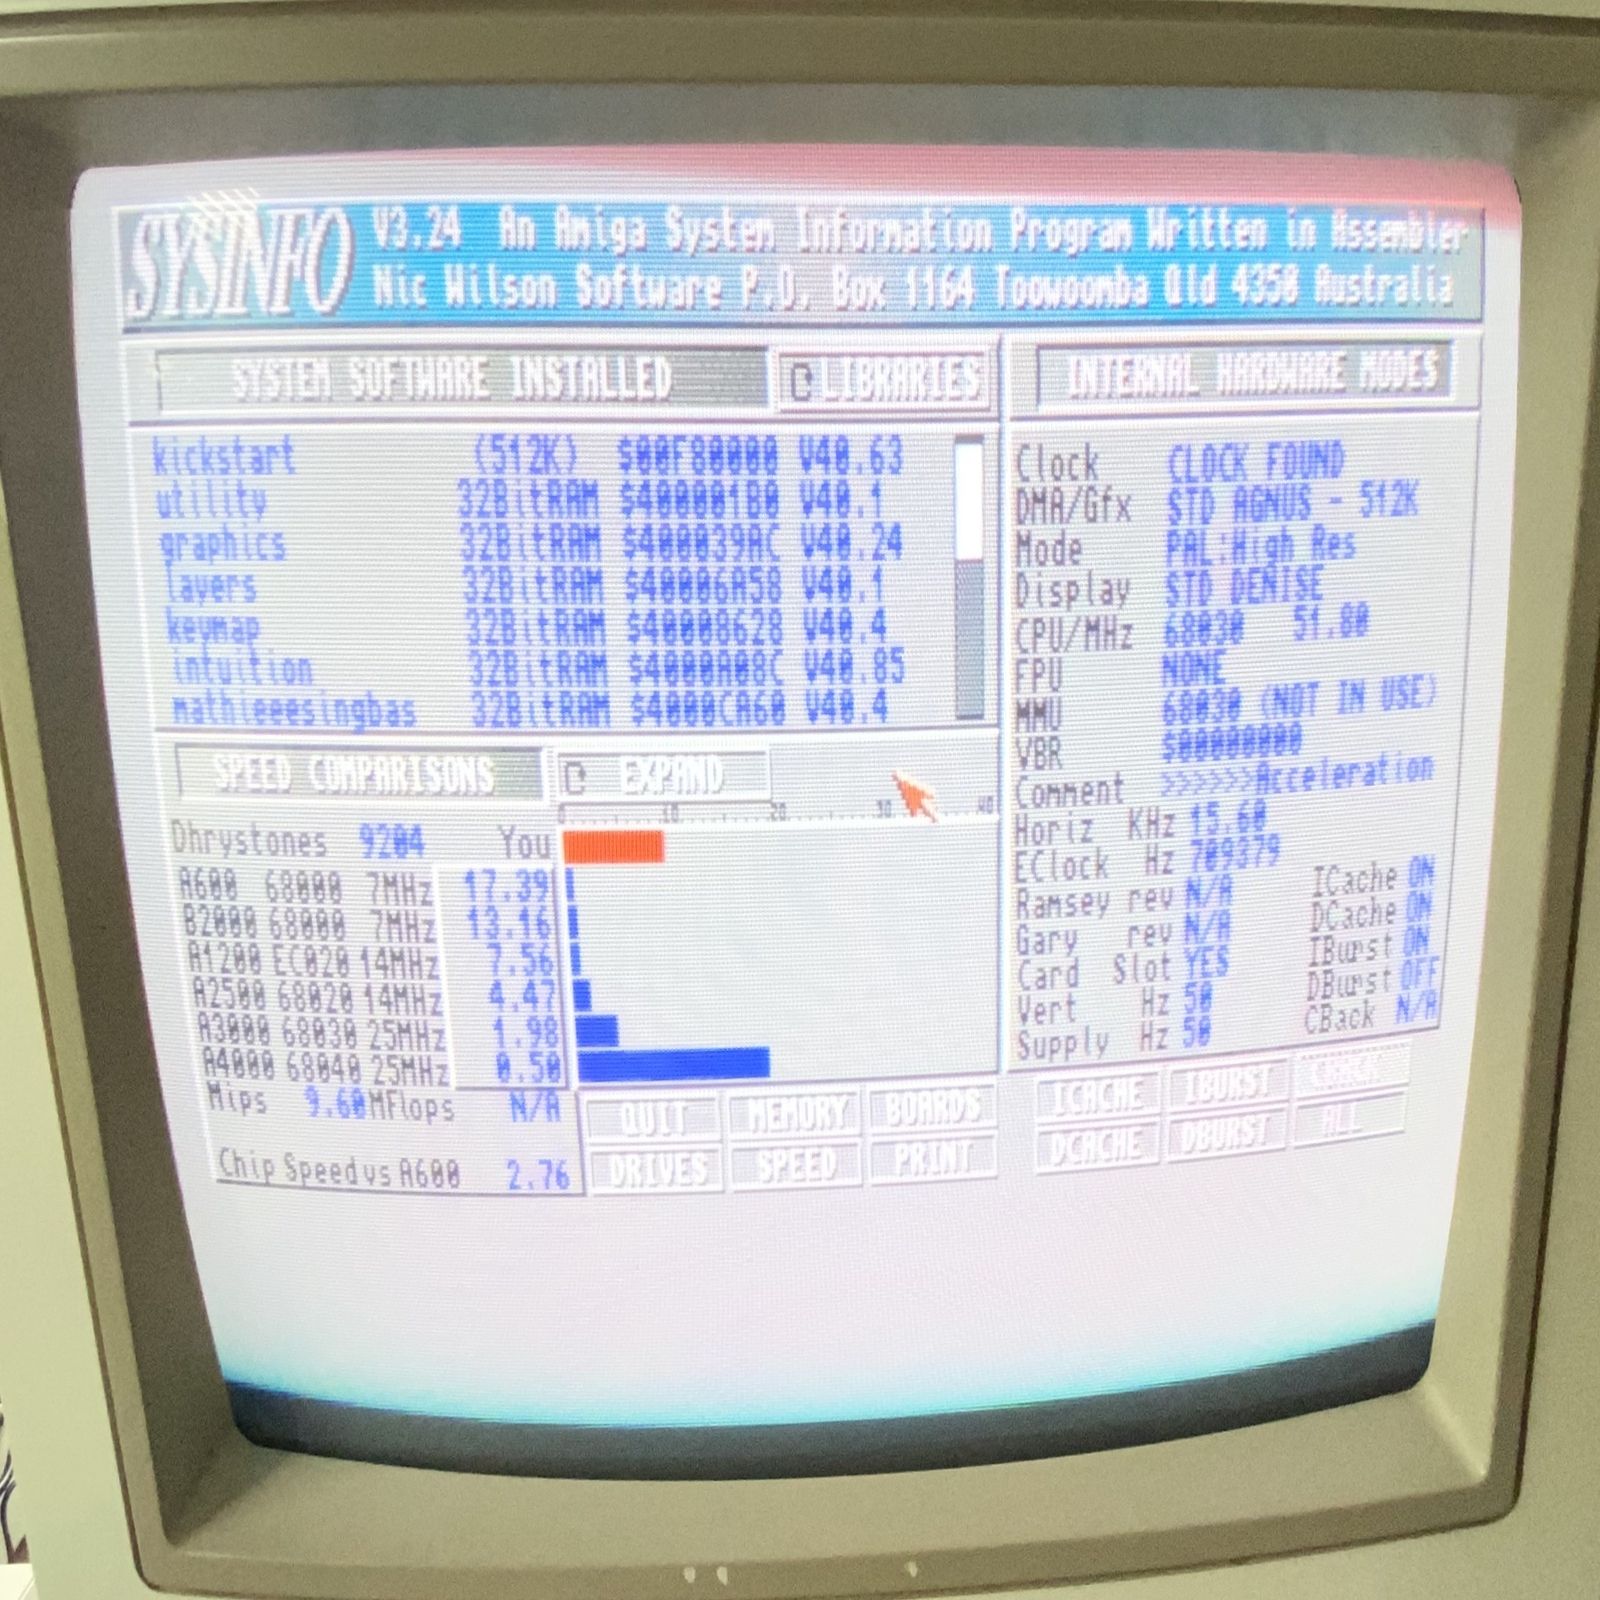 SYSINFO V3.24 An Amiga System Information Program Written in Assembler
Nic Wilson Software P.O. Box 1164 Toowoomba Qld 4350 Australia
SYSTEM SOFTWARE INSTALLED LIBRARIES
kickstart (512K) $00F80000 V40.63
utility 32BitRAM $400001B0 V40.1
graphics 32BitRAM $400039AC V40.24
layers 32BitRAM $40006A58 V40.1
keymap 32BitRAM $40008628 V40.4
intuition 32BitRAM $4000A08C V40.85
mathieeesingbas 32BitRAM $4000CA60 V40.4
SPEED COMPARISONS EXPAND
0 10 20 30 40
Dhrystones 9204 You
A600 68000 7MHz 17.39
B2000 68000 7MHz 13.16
A1200 EC020 14MHz 7.56
A2500 68020 14MHz 4.47
A3000 68030 25MHz 1.98
A4000 68040 25MHz 0.50
Mips 9.60 MFlops N/A
Chip Speed vs A600 2.76
QUIT MEMORY BOARDS
DRIVES SPEED PRINT
INTERNAL HARDWARE MODES
Clock CLOCK FOUND
DMA/Gfx STD AGNUS - 512K
Mode PAL:High Res
Display STD DENISE
CPU/MHz 68030 51.80
FPU NONE
MMU 68030 (NOT IN USE)
VBR $00000000
Comment >>>>>>Acceleration
Horiz KHz 15.60
EClock Hz 709379
Ramsey rev N/A ICache ON
Gary rev N/A DCache ON
Card Slot YES IBurst ON
Vert Hz 50 DBurst OFF
Supply Hz 50 CBack N/A
ICACHE IBURST CBACK
DCACHE DBURST ALL